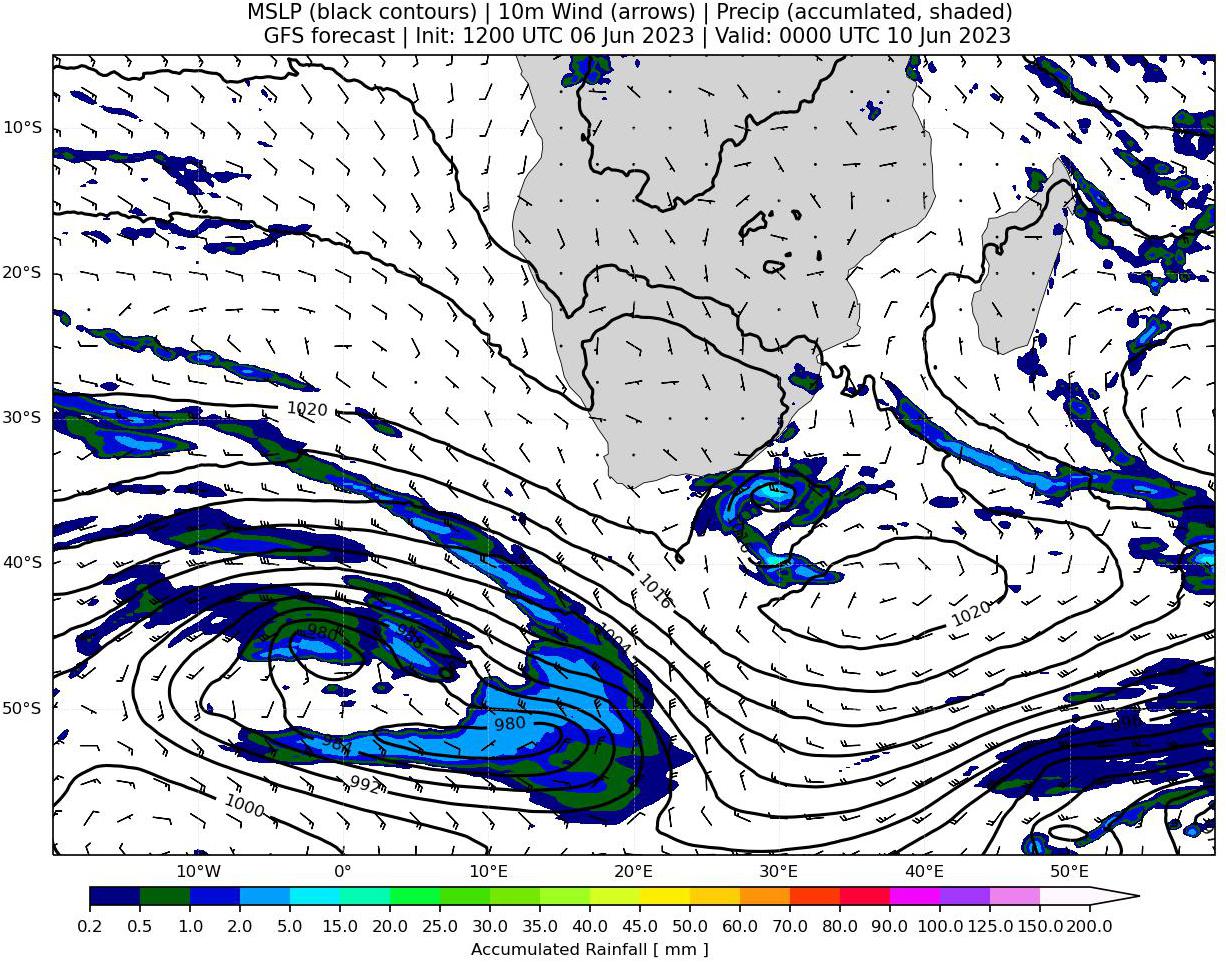 MSLP (black contours) | 10m Wind (arrows) | Precip (accumlated, shaded)
GFS forecast | Init: 1200 UTC 06 Jun 2023 | Valid: 0000 UTC 10 Jun 2023
10°S
20°S
30°S
40°S
50°S
1020
1016
1020
1004
980
988
980
984
992
1000
10°W
0°
10°E
20°E
30°E
40°E
50°E
0.2 0.5 1.0 2.0 5.0 10.0 15.0 20.0 25.0 30.0 35.0 40.0 45.0 50.0 60.0 70.0 80.0 90.0 100.0 125.0 150.0 200.0
Accumulated Rainfall [ mm ]